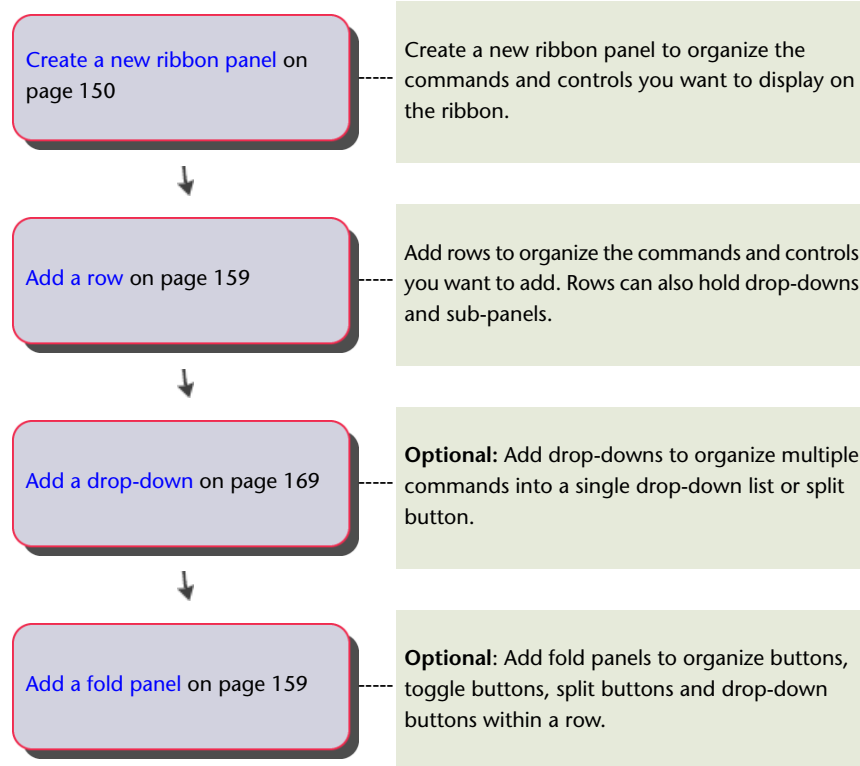 Create a new ribbon panel on
page 150
Create a new ribbon panel to organize the
commands and controls you want to display on
the ribbon.
Add a row on page 159
Add rows to organize the commands and controls
you want to add. Rows can also hold drop-downs
and sub-panels.
Add a drop-down on page 169
Optional: Add drop-downs to organize multiple
commands into a single drop-down list or split
button.
Add a fold panel on page 159
Optional: Add fold panels to organize buttons,
toggle buttons, split buttons and drop-down
buttons within a row.